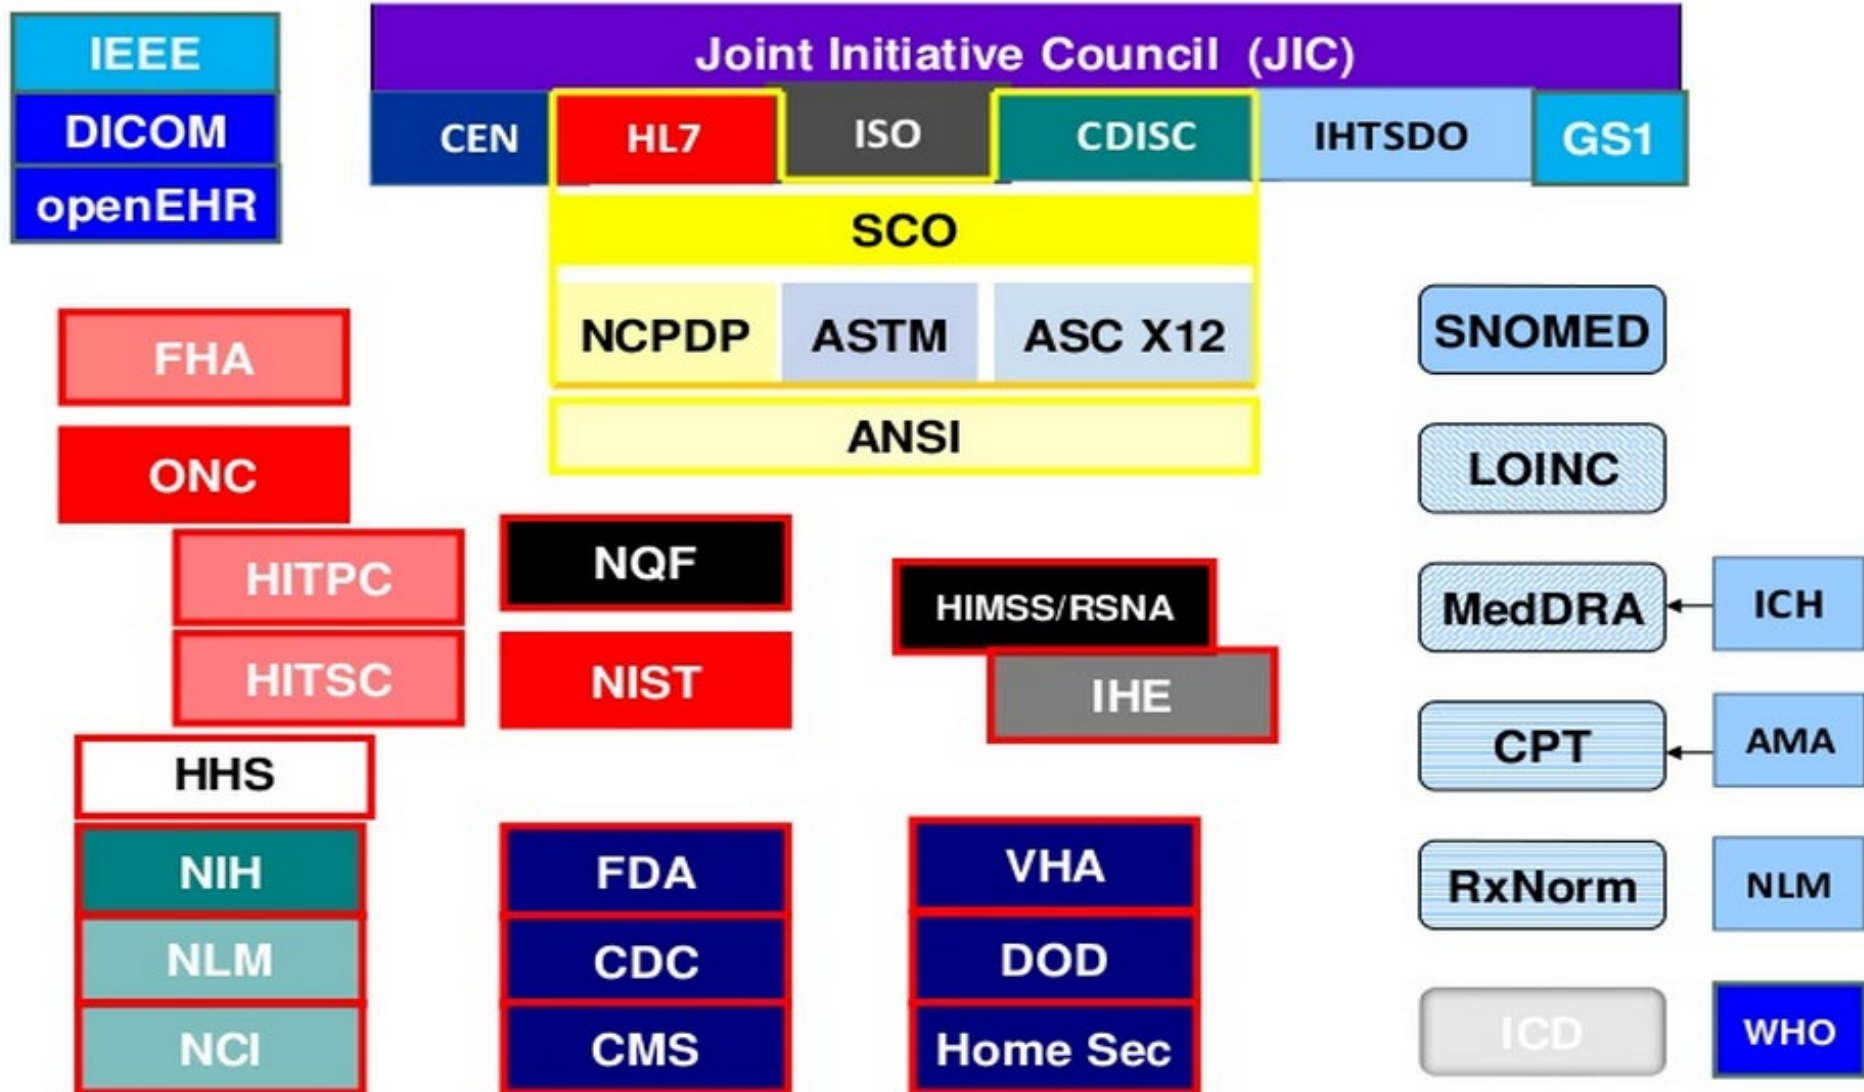 IEEE
DICOM
openEHR
Joint Initiative Council (JIC)
CEN
HL7
ISO
CDISC
IHTSDO
GS1
SCO
NCPDP
ASTM
ASC X12
ANSI
FHA
ONC
HITPC
HITSC
NQF
NIST
HIMSS/RSNA
IHE
HHS
NIH
NLM
NCI
FDA
CDC
CMS
VHA
DOD
Home Sec
SNOMED
LOINC
MedDRA
ICH
CPT
AMA
RxNorm
NLM
ICD
WHO